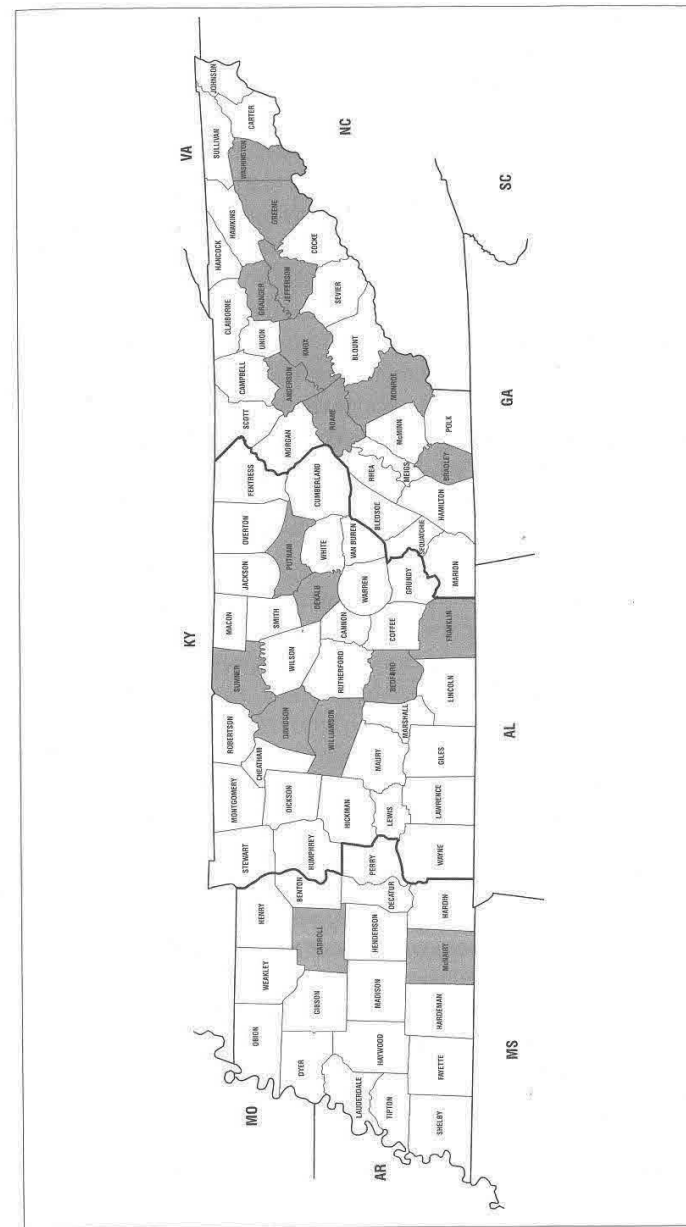 MO
KY
VA
AR
NC
MS
AL
GA
SC
OBION
WEAKLEY
HENRY
STEWART
MONTGOMERY
ROBERTSON
SUMNER
MACON
JACKSON
OVERTON
FENTRESS
SCOTT
CAMPBELL
CLAIBORNE
HANCOCK
HAWKINS
SULLIVAN
JOHNSON
CARTER
WASHINGTON
GREENE
DYER
GIBSON
CARROLL
BENTON
HUMPHREY
DICKSON
CHEATHAM
DAVIDSON
WILSON
SMITH
PUTNAM
DEKALB
WHITE
CUMBERLAND
MORGAN
ANDERSON
UNION
GRAINGER
JEFFERSON
COCKE
KNOX
SEVIER
ROANE
BLOUNT
LAUDERDALE
TIPTON
HAYWOOD
MADISON
HENDERSON
DECATUR
PERRY
HICKMAN
LEWIS
MAURY
WILLIAMSON
RUTHERFORD
CANNON
WARREN
VAN BUREN
BLEDSOE
RHEA
MEIGS
McMINN
MONROE
MARSHALL
BEDFORD
COFFEE
GRUNDY
SEQUATCHIE
SHELBY
FAYETTE
HARDEMAN
McNAIRY
HARDIN
WAYNE
LAWRENCE
GILES
LINCOLN
FRANKLIN
MARION
HAMILTON
BRADLEY
POLK